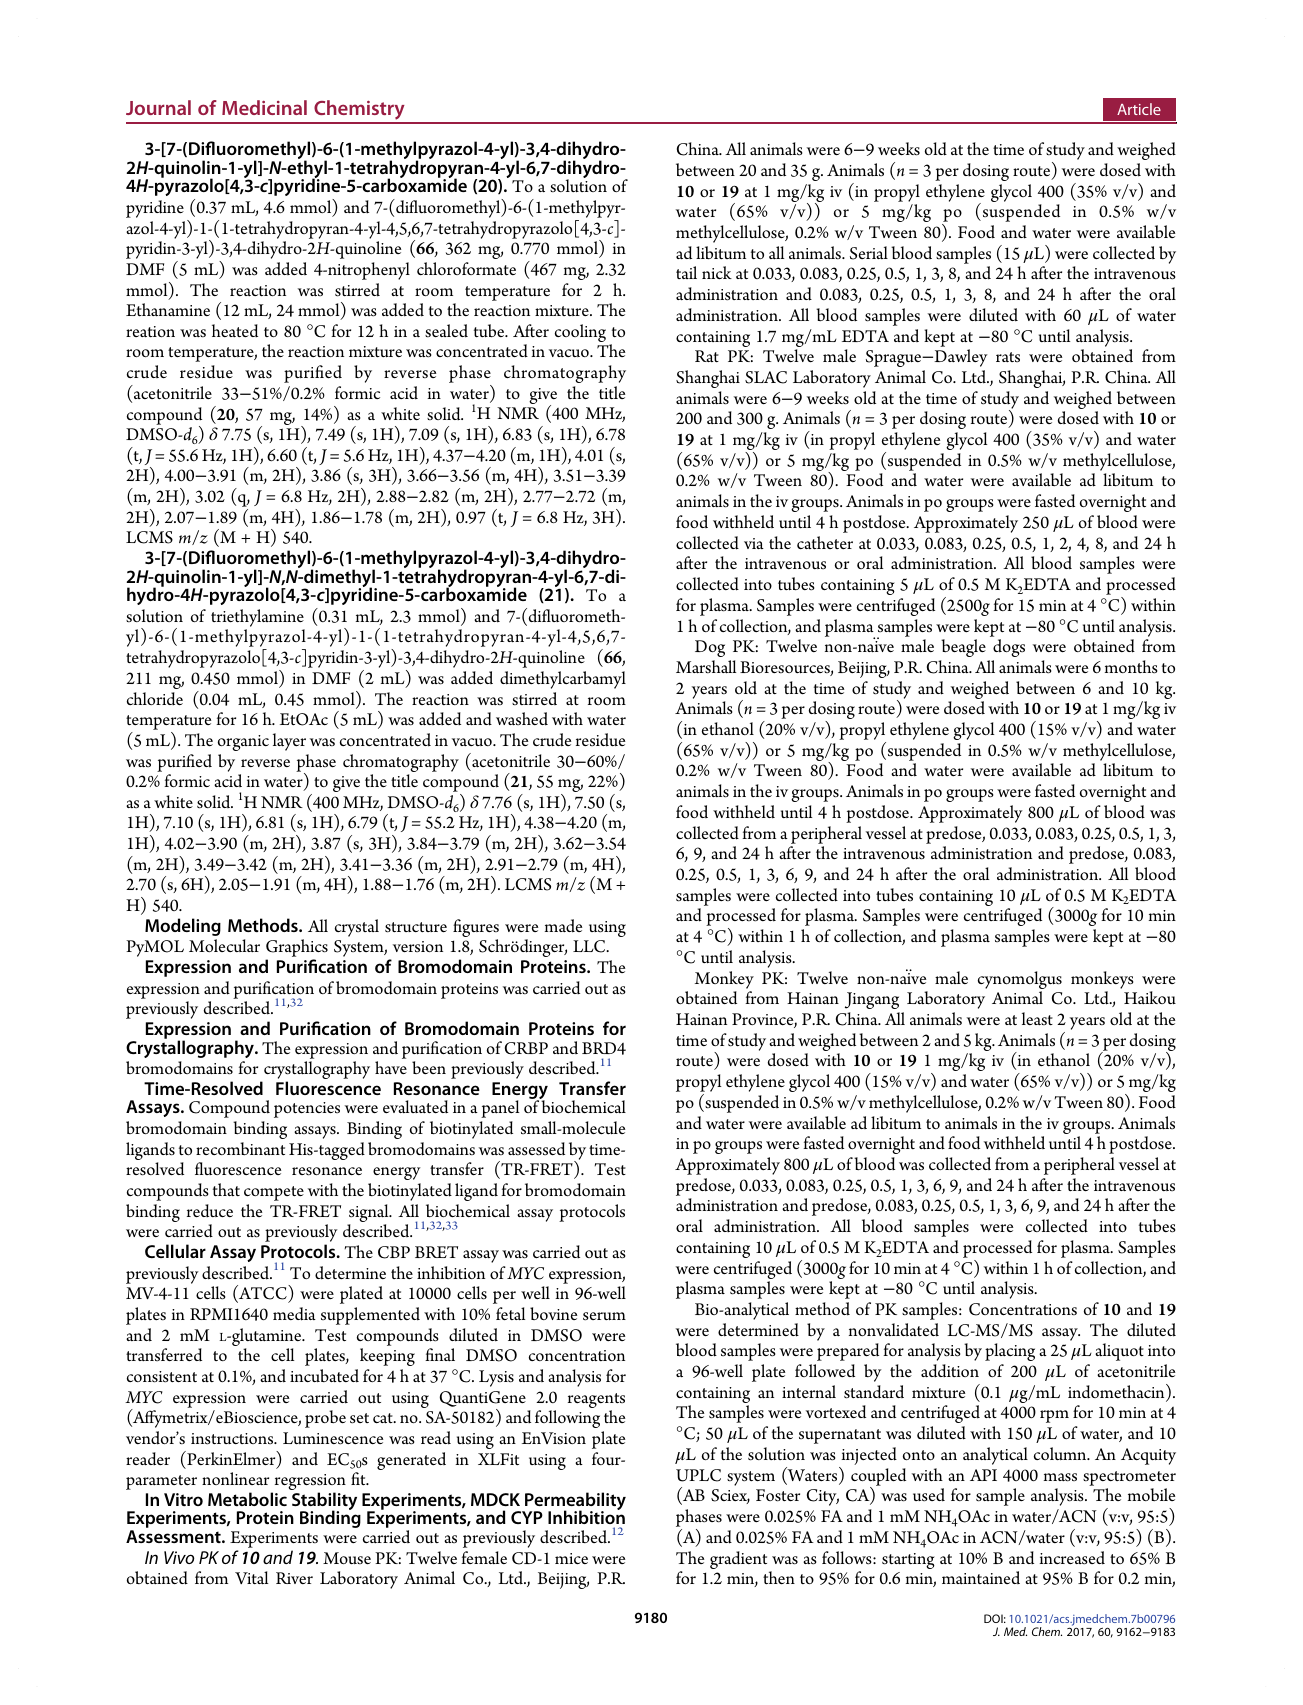 Journal of Medicinal Chemistry
Article
3-[7-(Difluoromethyl)-6-(1-methylpyrazol-4-yl)-3,4-dihydro-
2H-quinolin-1-yl]-N-ethyl-1-tetrahydropyran-4-yl-6,7-dihydro-
4H-pyrazolo[4,3-c]pyridine-5-carboxamide (20). To a solution of
pyridine (0.37 mL, 4.6 mmol) and 7-(difluoromethyl)-6-(1-methylpyr-
azol-4-yl)-1-(1-tetrahydropyran-4-yl-4,5,6,7-tetrahydropyrazolo[4,3-c]-
pyridin-3-yl)-3,4-dihydro-2H-quinoline (66, 362 mg, 0.770 mmol) in
DMF (5 mL) was added 4-nitrophenyl chloroformate (467 mg, 2.32
mmol). The reaction was stirred at room temperature for 2 h.
Ethanamine (12 mL, 24 mmol) was added to the reaction mixture. The
reation was heated to 80 °C for 12 h in a sealed tube. After cooling to
room temperature, the reaction mixture was concentrated in vacuo. The
crude residue was purified by reverse phase chromatography
(acetonitrile 33−51%/0.2% formic acid in water) to give the title
compound (20, 57 mg, 14%) as a white solid. ¹H NMR (400 MHz,
DMSO-d₆) δ 7.75 (s, 1H), 7.49 (s, 1H), 7.09 (s, 1H), 6.83 (s, 1H), 6.78
(t, J = 55.6 Hz, 1H), 6.60 (t, J = 5.6 Hz, 1H), 4.37−4.20 (m, 1H), 4.01 (s,
2H), 4.00−3.91 (m, 2H), 3.86 (s, 3H), 3.66−3.56 (m, 4H), 3.51−3.39
(m, 2H), 3.02 (q, J = 6.8 Hz, 2H), 2.88−2.82 (m, 2H), 2.77−2.72 (m,
2H), 2.07−1.89 (m, 4H), 1.86−1.78 (m, 2H), 0.97 (t, J = 6.8 Hz, 3H).
LCMS m/z (M + H) 540.
3-[7-(Difluoromethyl)-6-(1-methylpyrazol-4-yl)-3,4-dihydro-
2H-quinolin-1-yl]-N,N-dimethyl-1-tetrahydropyran-4-yl-6,7-di-
hydro-4H-pyrazolo[4,3-c]pyridine-5-carboxamide (21). To a
solution of triethylamine (0.31 mL, 2.3 mmol) and 7-(difluorometh-
yl)-6-(1-methylpyrazol-4-yl)-1-(1-tetrahydropyran-4-yl-4,5,6,7-
tetrahydropyrazolo[4,3-c]pyridin-3-yl)-3,4-dihydro-2H-quinoline (66,
211 mg, 0.450 mmol) in DMF (2 mL) was added dimethylcarbamyl
chloride (0.04 mL, 0.45 mmol). The reaction was stirred at room
temperature for 16 h. EtOAc (5 mL) was added and washed with water
(5 mL). The organic layer was concentrated in vacuo. The crude residue
was purified by reverse phase chromatography (acetonitrile 30−60%/
0.2% formic acid in water) to give the title compound (21, 55 mg, 22%)
as a white solid. ¹H NMR (400 MHz, DMSO-d₆) δ 7.76 (s, 1H), 7.50 (s,
1H), 7.10 (s, 1H), 6.81 (s, 1H), 6.79 (t, J = 55.2 Hz, 1H), 4.38−4.20 (m,
1H), 4.02−3.90 (m, 2H), 3.87 (s, 3H), 3.84−3.79 (m, 2H), 3.62−3.54
(m, 2H), 3.49−3.42 (m, 2H), 3.41−3.36 (m, 2H), 2.91−2.79 (m, 4H),
2.70 (s, 6H), 2.05−1.91 (m, 4H), 1.88−1.76 (m, 2H). LCMS m/z (M +
H) 540.
Modeling Methods. All crystal structure figures were made using
PyMOL Molecular Graphics System, version 1.8, Schrödinger, LLC.
Expression and Purification of Bromodomain Proteins. The
expression and purification of bromodomain proteins was carried out as
previously described.¹¹,³²
Expression and Purification of Bromodomain Proteins for
Crystallography. The expression and purification of CRBP and BRD4
bromodomains for crystallography have been previously described.¹¹
Time-Resolved Fluorescence Resonance Energy Transfer
Assays. Compound potencies were evaluated in a panel of biochemical
bromodomain binding assays. Binding of biotinylated small-molecule
ligands to recombinant His-tagged bromodomains was assessed by time-
resolved fluorescence resonance energy transfer (TR-FRET). Test
compounds that compete with the biotinylated ligand for bromodomain
binding reduce the TR-FRET signal. All biochemical assay protocols
were carried out as previously described.¹¹,³²,³³
Cellular Assay Protocols. The CBP BRET assay was carried out as
previously described.¹¹ To determine the inhibition of MYC expression,
MV-4-11 cells (ATCC) were plated at 10000 cells per well in 96-well
plates in RPMI1640 media supplemented with 10% fetal bovine serum
and 2 mM L-glutamine. Test compounds diluted in DMSO were
transferred to the cell plates, keeping final DMSO concentration
consistent at 0.1%, and incubated for 4 h at 37 °C. Lysis and analysis for
MYC expression were carried out using QuantiGene 2.0 reagents
(Affymetrix/eBioscience, probe set cat. no. SA-50182) and following the
vendor's instructions. Luminescence was read using an EnVision plate
reader (PerkinElmer) and EC₅₀s generated in XLFit using a four-
parameter nonlinear regression fit.
In Vitro Metabolic Stability Experiments, MDCK Permeability
Experiments, Protein Binding Experiments, and CYP Inhibition
Assessment. Experiments were carried out as previously described.¹²
In Vivo PK of 10 and 19. Mouse PK: Twelve female CD-1 mice were
obtained from Vital River Laboratory Animal Co., Ltd., Beijing, P.R.
China. All animals were 6−9 weeks old at the time of study and weighed
between 20 and 35 g. Animals (n = 3 per dosing route) were dosed with
10 or 19 at 1 mg/kg iv (in propyl ethylene glycol 400 (35% v/v) and
water (65% v/v)) or 5 mg/kg po (suspended in 0.5% w/v
methylcellulose, 0.2% w/v Tween 80). Food and water were available
ad libitum to all animals. Serial blood samples (15 μL) were collected by
tail nick at 0.033, 0.083, 0.25, 0.5, 1, 3, 8, and 24 h after the intravenous
administration and 0.083, 0.25, 0.5, 1, 3, 8, and 24 h after the oral
administration. All blood samples were diluted with 60 μL of water
containing 1.7 mg/mL EDTA and kept at −80 °C until analysis.
Rat PK: Twelve male Sprague−Dawley rats were obtained from
Shanghai SLAC Laboratory Animal Co. Ltd., Shanghai, P.R. China. All
animals were 6−9 weeks old at the time of study and weighed between
200 and 300 g. Animals (n = 3 per dosing route) were dosed with 10 or
19 at 1 mg/kg iv (in propyl ethylene glycol 400 (35% v/v) and water
(65% v/v)) or 5 mg/kg po (suspended in 0.5% w/v methylcellulose,
0.2% w/v Tween 80). Food and water were available ad libitum to
animals in the iv groups. Animals in po groups were fasted overnight and
food withheld until 4 h postdose. Approximately 250 μL of blood were
collected via the catheter at 0.033, 0.083, 0.25, 0.5, 1, 2, 4, 8, and 24 h
after the intravenous or oral administration. All blood samples were
collected into tubes containing 5 μL of 0.5 M K₂EDTA and processed
for plasma. Samples were centrifuged (2500g for 15 min at 4 °C) within
1 h of collection, and plasma samples were kept at −80 °C until analysis.
Dog PK: Twelve non-naïve male beagle dogs were obtained from
Marshall Bioresources, Beijing, P.R. China. All animals were 6 months to
2 years old at the time of study and weighed between 6 and 10 kg.
Animals (n = 3 per dosing route) were dosed with 10 or 19 at 1 mg/kg iv
(in ethanol (20% v/v), propyl ethylene glycol 400 (15% v/v) and water
(65% v/v)) or 5 mg/kg po (suspended in 0.5% w/v methylcellulose,
0.2% w/v Tween 80). Food and water were available ad libitum to
animals in the iv groups. Animals in po groups were fasted overnight and
food withheld until 4 h postdose. Approximately 800 μL of blood was
collected from a peripheral vessel at predose, 0.033, 0.083, 0.25, 0.5, 1, 3,
6, 9, and 24 h after the intravenous administration and predose, 0.083,
0.25, 0.5, 1, 3, 6, 9, and 24 h after the oral administration. All blood
samples were collected into tubes containing 10 μL of 0.5 M K₂EDTA
and processed for plasma. Samples were centrifuged (3000g for 10 min
at 4 °C) within 1 h of collection, and plasma samples were kept at −80
°C until analysis.
Monkey PK: Twelve non-naïve male cynomolgus monkeys were
obtained from Hainan Jingang Laboratory Animal Co. Ltd., Haikou
Hainan Province, P.R. China. All animals were at least 2 years old at the
time of study and weighed between 2 and 5 kg. Animals (n = 3 per dosing
route) were dosed with 10 or 19 1 mg/kg iv (in ethanol (20% v/v),
propyl ethylene glycol 400 (15% v/v) and water (65% v/v)) or 5 mg/kg
po (suspended in 0.5% w/v methylcellulose, 0.2% w/v Tween 80). Food
and water were available ad libitum to animals in the iv groups. Animals
in po groups were fasted overnight and food withheld until 4 h postdose.
Approximately 800 μL of blood was collected from a peripheral vessel at
predose, 0.033, 0.083, 0.25, 0.5, 1, 3, 6, 9, and 24 h after the intravenous
administration and predose, 0.083, 0.25, 0.5, 1, 3, 6, 9, and 24 h after the
oral administration. All blood samples were collected into tubes
containing 10 μL of 0.5 M K₂EDTA and processed for plasma. Samples
were centrifuged (3000g for 10 min at 4 °C) within 1 h of collection, and
plasma samples were kept at −80 °C until analysis.
Bio-analytical method of PK samples: Concentrations of 10 and 19
were determined by a nonvalidated LC-MS/MS assay. The diluted
blood samples were prepared for analysis by placing a 25 μL aliquot into
a 96-well plate followed by the addition of 200 μL of acetonitrile
containing an internal standard mixture (0.1 μg/mL indomethacin).
The samples were vortexed and centrifuged at 4000 rpm for 10 min at 4
°C; 50 μL of the supernatant was diluted with 150 μL of water, and 10
μL of the solution was injected onto an analytical column. An Acquity
UPLC system (Waters) coupled with an API 4000 mass spectrometer
(AB Sciex, Foster City, CA) was used for sample analysis. The mobile
phases were 0.025% FA and 1 mM NH₄OAc in water/ACN (v:v, 95:5)
(A) and 0.025% FA and 1 mM NH₄OAc in ACN/water (v:v, 95:5) (B).
The gradient was as follows: starting at 10% B and increased to 65% B
for 1.2 min, then to 95% for 0.6 min, maintained at 95% B for 0.2 min,
9180
DOI: 10.1021/acs.jmedchem.7b00796
J. Med. Chem. 2017, 60, 9162−9183